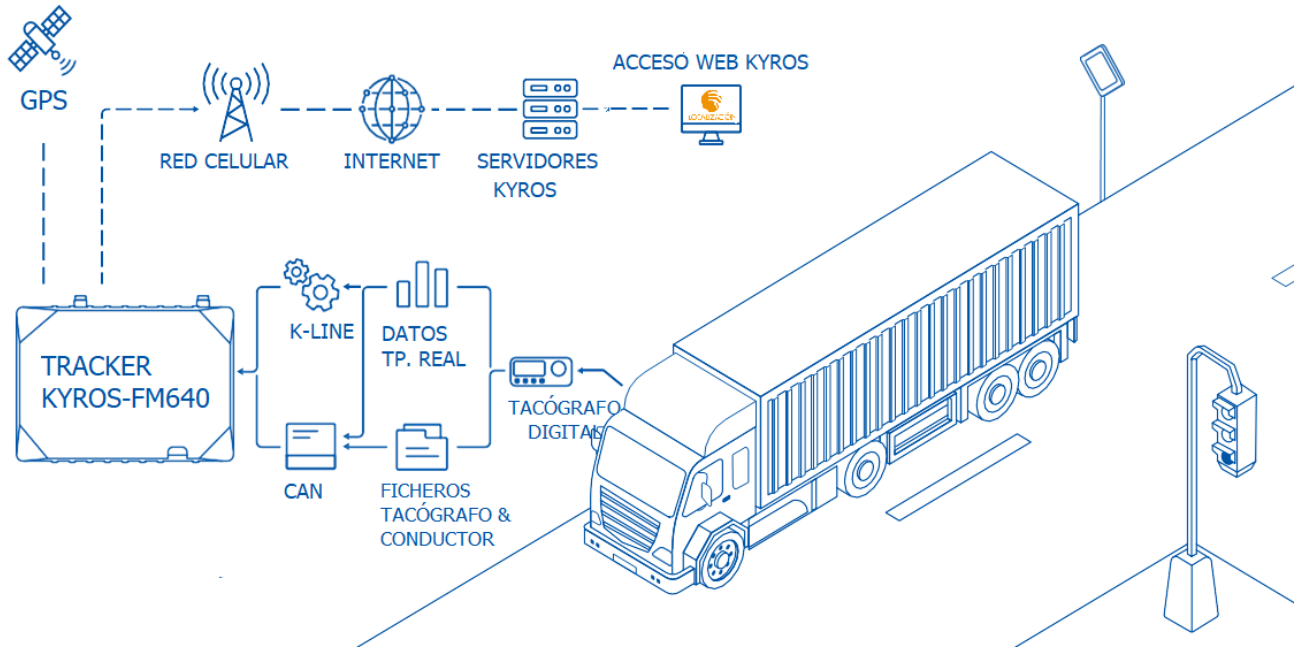 GPS
ACCESO WEB KYROS
LOCALIZACIÓN
RED CELULAR
INTERNET
SERVIDORES
KYROS
TRACKER
KYROS-FM640
K-LINE
DATOS
TP. REAL
TACÓGRAFO
DIGITAL
CAN
FICHEROS
TACÓGRAFO &
CONDUCTOR